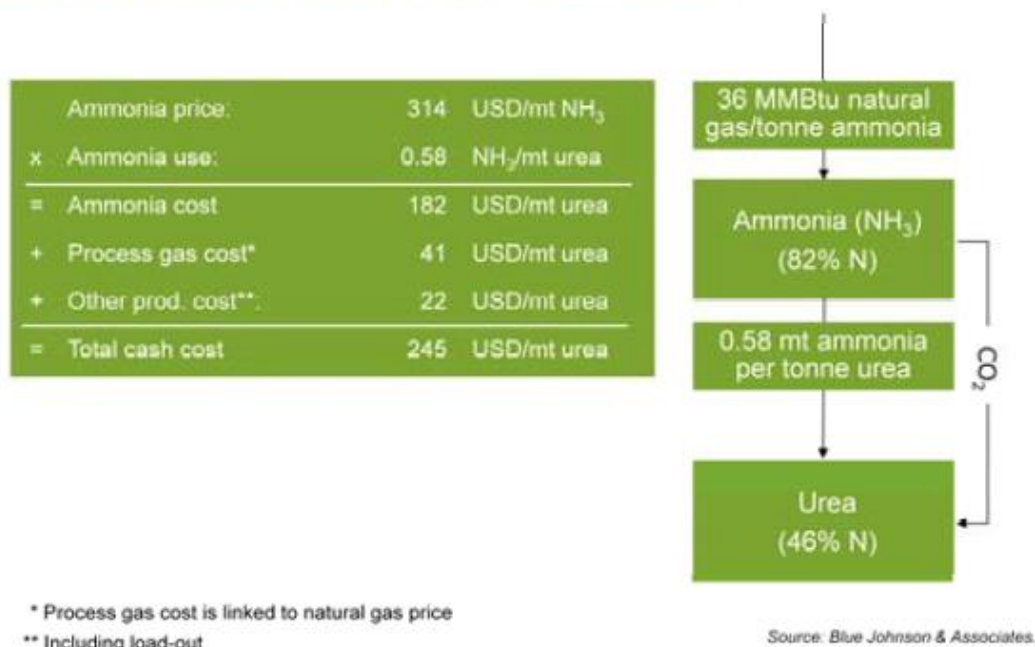 Ammonia price: 314 USD/mt NH₃
x Ammonia use: 0.58 NH₃/mt urea
= Ammonia cost 182 USD/mt urea
+ Process gas cost* 41 USD/mt urea
+ Other prod. cost**: 22 USD/mt urea
= Total cash cost 245 USD/mt urea
36 MMBtu natural
gas/tonne ammonia
Ammonia (NH₃)
(82% N)
0.58 mt ammonia
per tonne urea
CO₂
Urea
(46% N)
* Process gas cost is linked to natural gas price
** Including load-out
Source: Blue Johnson & Associates